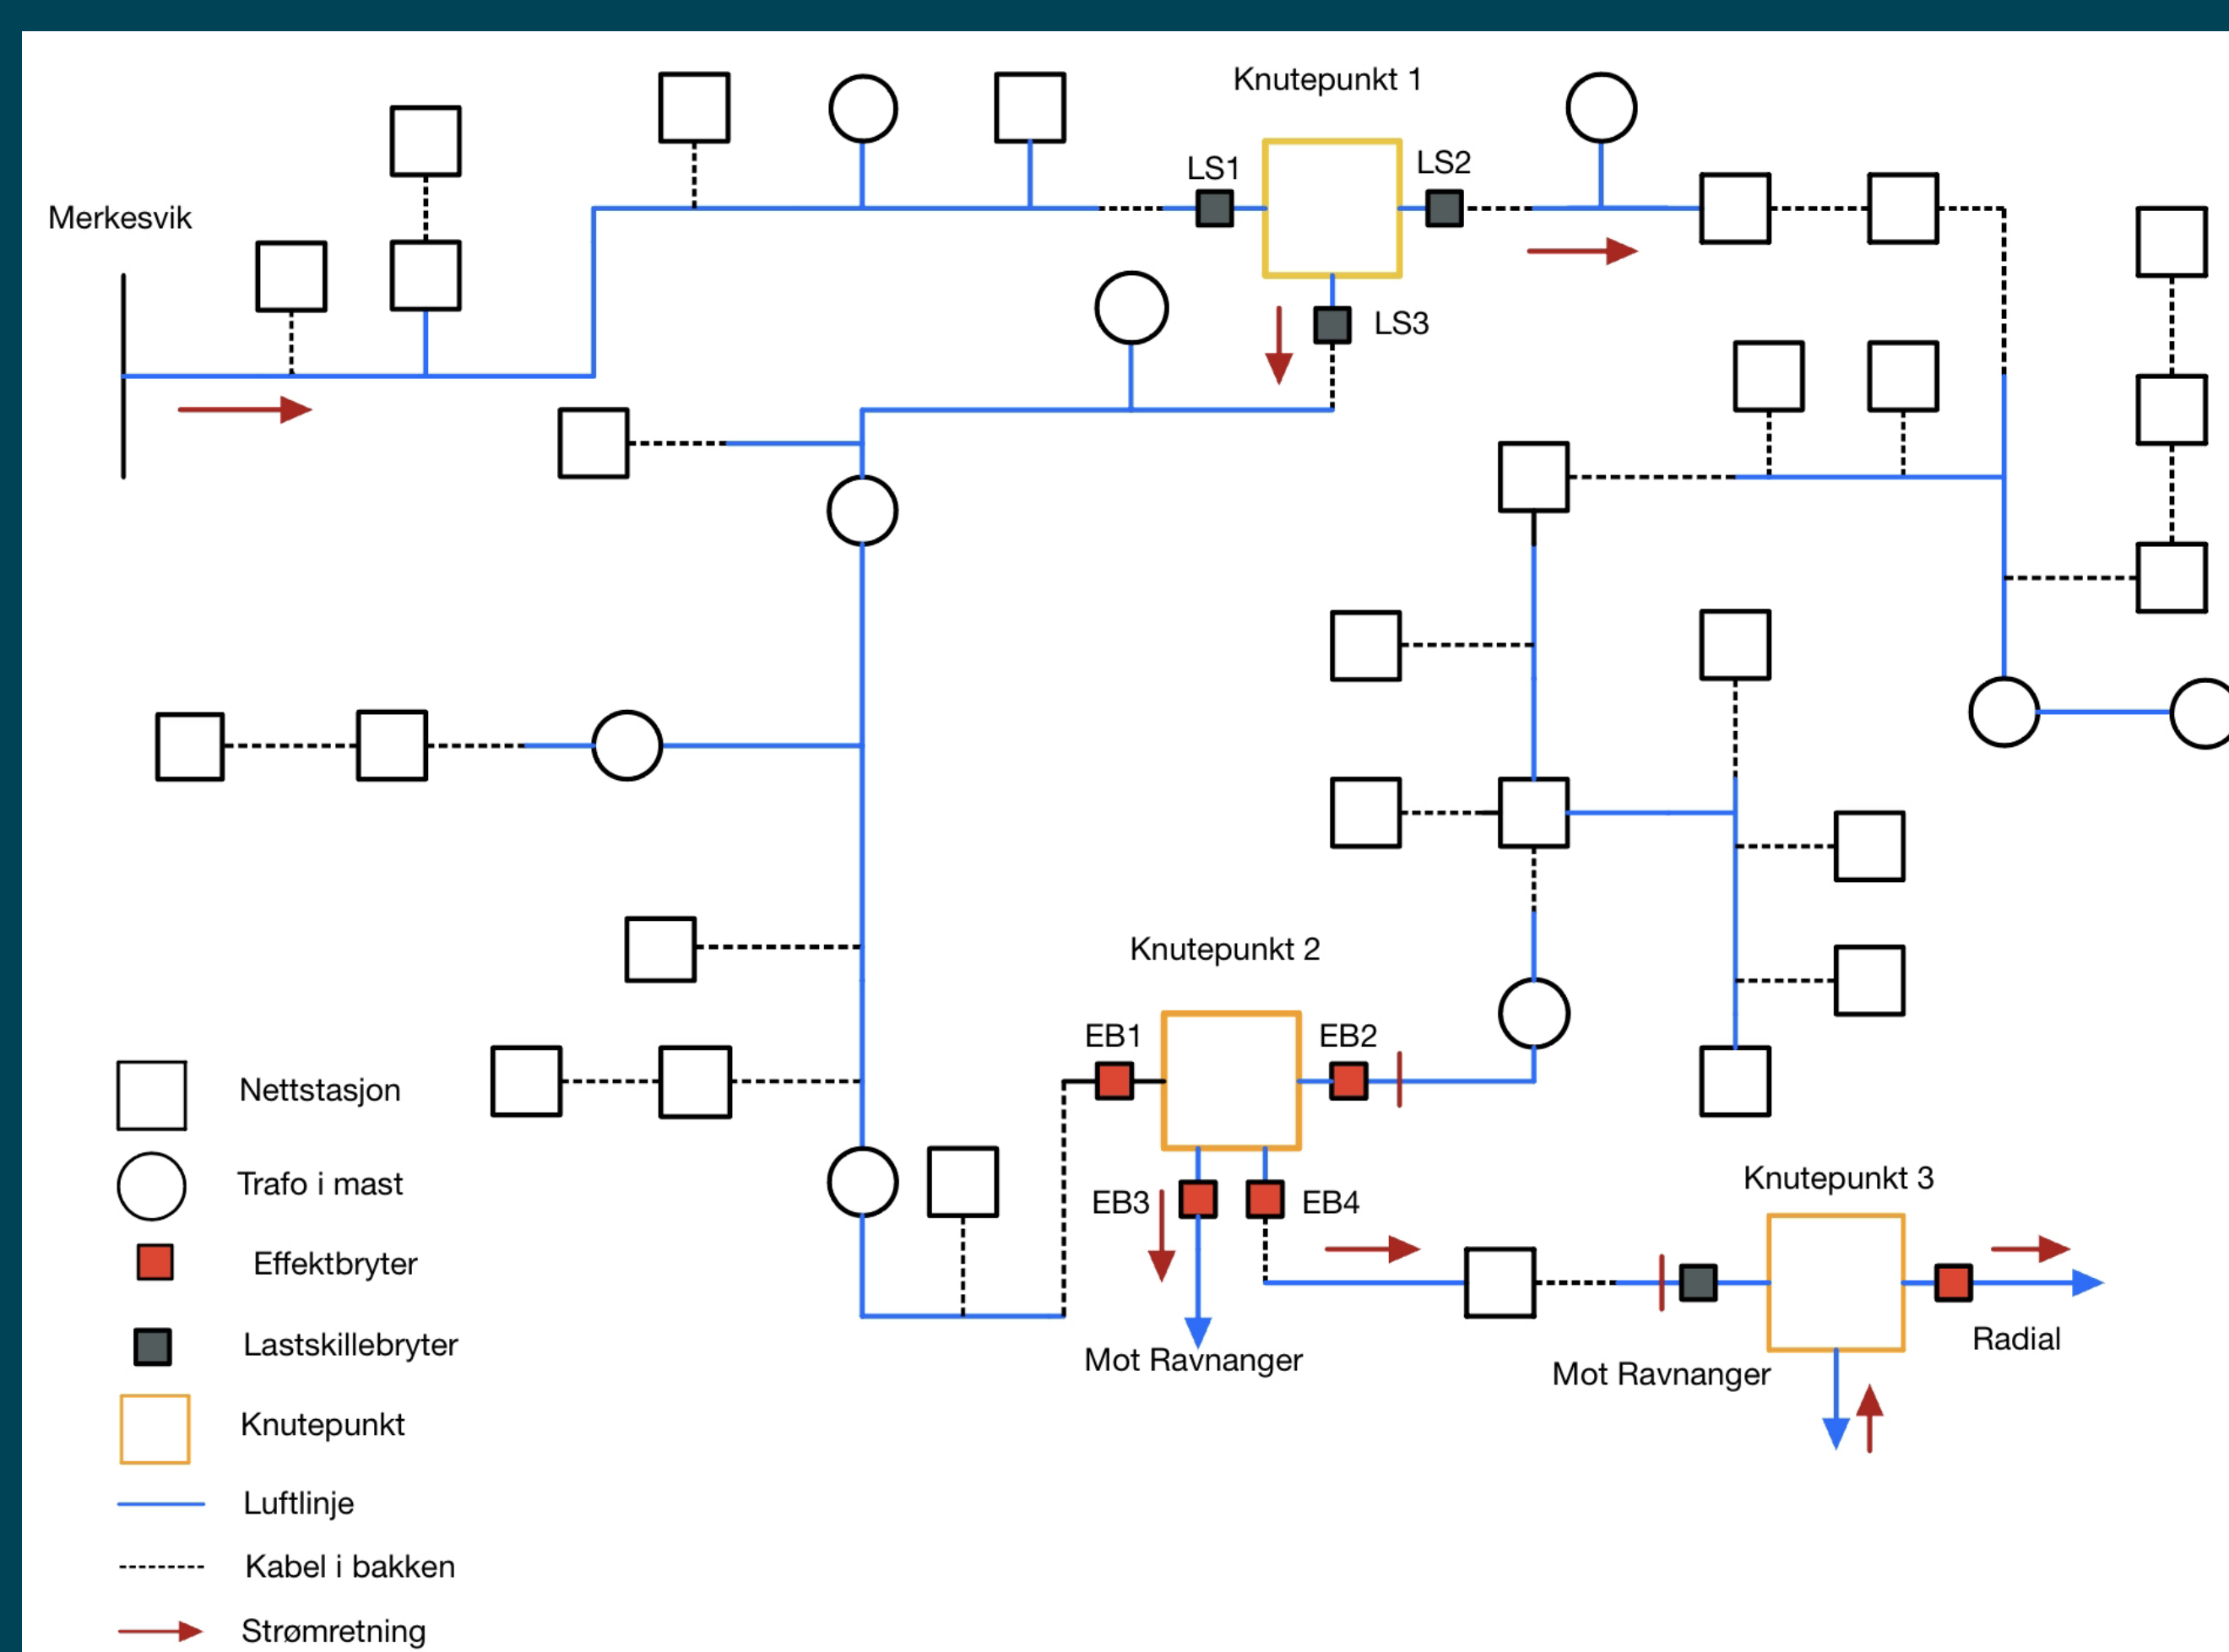 Knutepunkt 1
LS1
LS2
Merkesvik
LS3
Knutepunkt 2
EB1
EB2
Nettstasjon
Trafo i mast
Knutepunkt 3
EB3
EB4
Effektbryter
Radial
Lastskillebryter
Mot Ravnanger
Mot Ravnanger
Knutepunkt
Luftlinje
Kabel i bakken
Strømretning